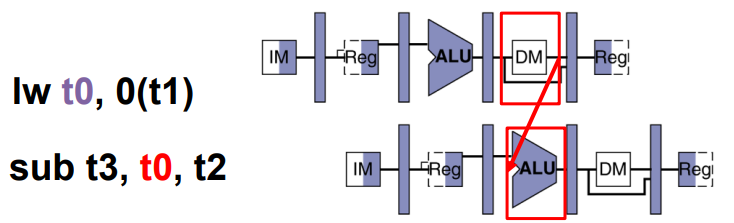 IM Reg ALU DM Reg
lw t0, 0(t1)
sub t3, t0, t2
IM Reg ALU DM Reg